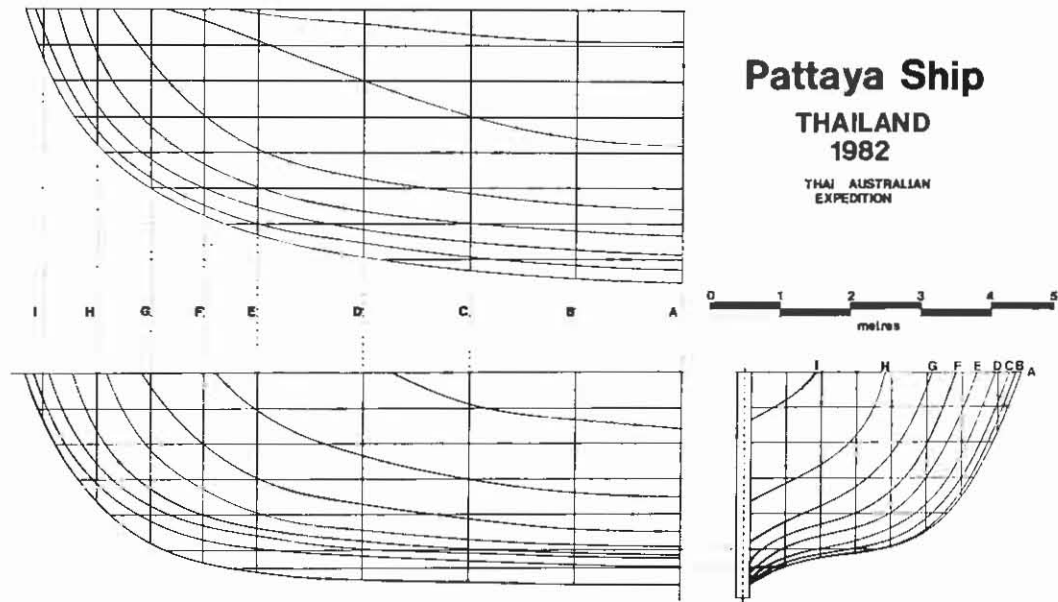 Pattaya Ship
THAILAND
1982
THAI AUSTRALIAN
EXPEDITION
0 1 2 3 4 5
metres
I H G F E D C B A
I H G F E D C B A